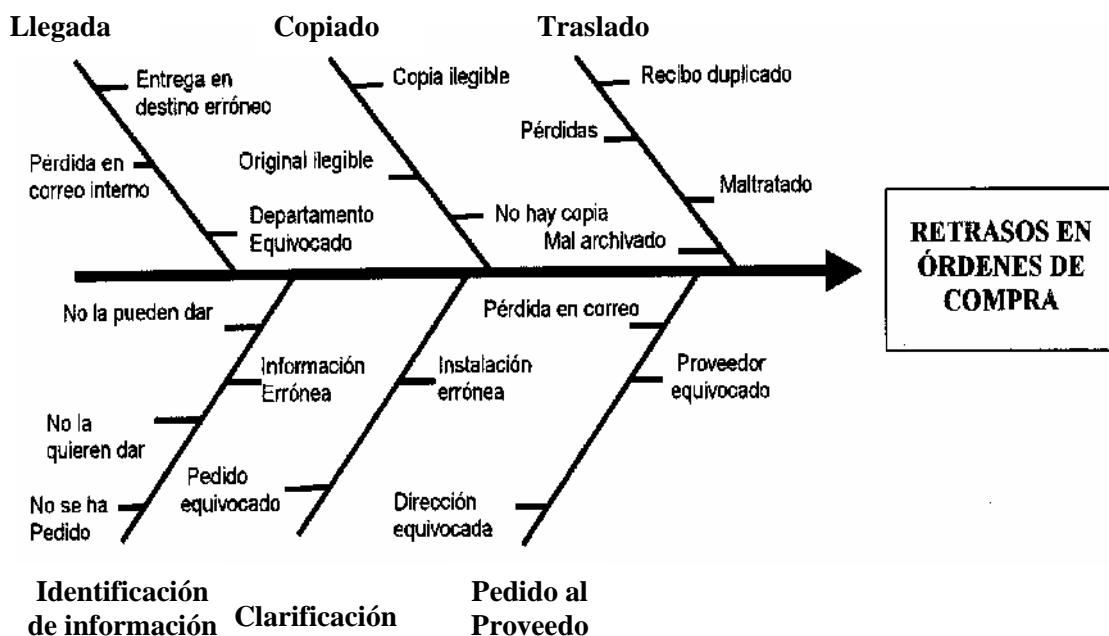 Llegada
Copiado
Traslado
Entrega en
destino erróneo
Pérdida en
correo interno
Departamento
Equivocado
Copia ilegible
Original ilegible
No hay copia
Recibo duplicado
Pérdidas
Maltratado
Mal archivado
RETRASOS EN
ÓRDENES DE
COMPRA
No la pueden dar
Información
Errónea
No la
quieren dar
No se ha
Pedido
Instalación
errónea
Pedido
equivocado
Pérdida en correo
Proveedor
equivocado
Dirección
equivocada
Identificación
de información
Clarificación
Pedido al
Proveedo